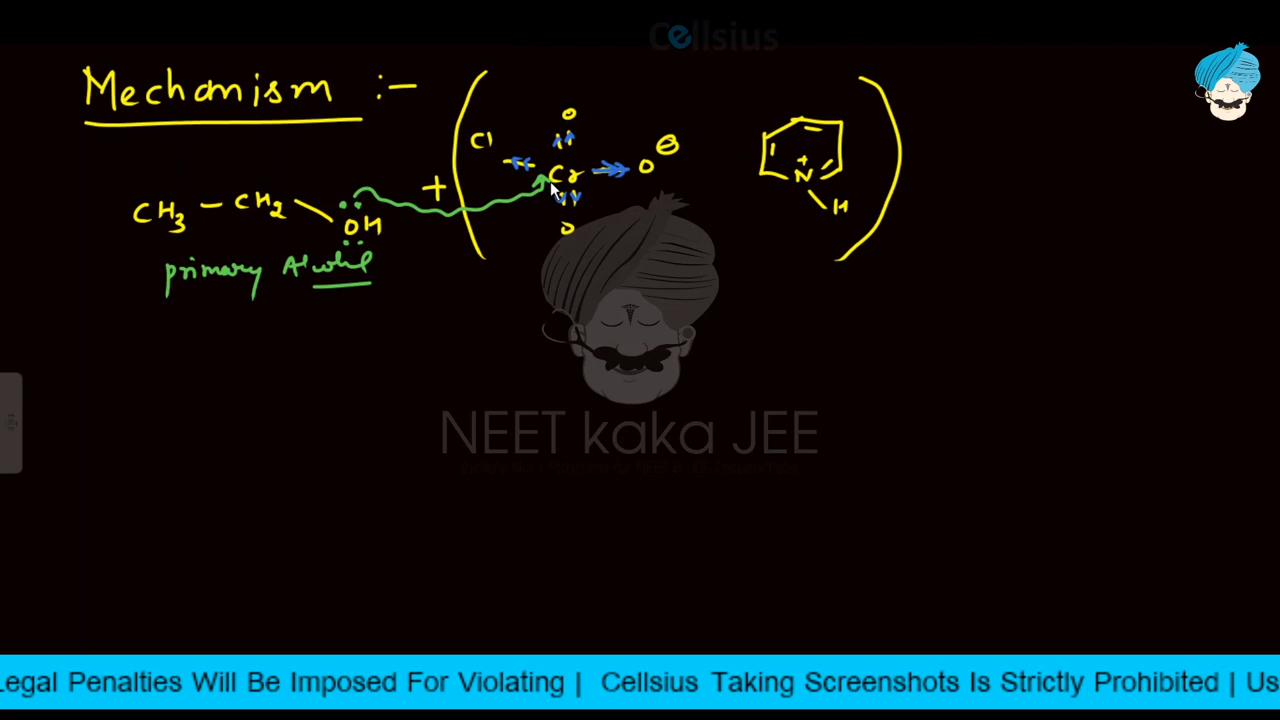 Cellsius
Mechanism :-
CH3 - CH2 OH
+
Cl Cr O O O ⊖
N + H
primary Alcohol
NEET kaka JEE
Legal Penalties Will Be Imposed For Violating | Cellsius Taking Screenshots Is Strictly Prohibited | Us